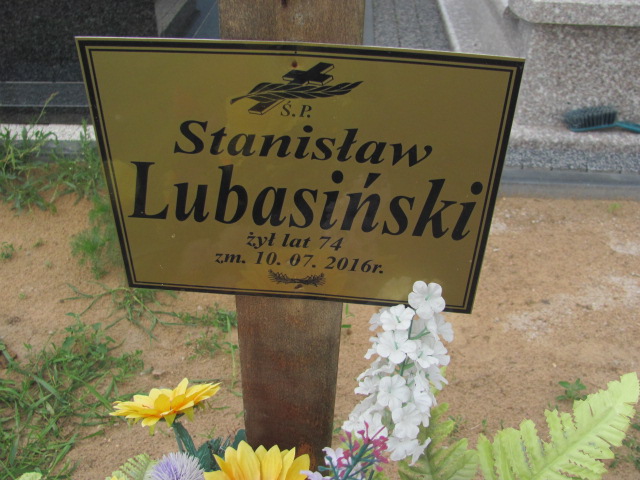 Ś.P.
Stanisław
Lubasiński
żył lat 74
zm. 10. 07. 2016r.